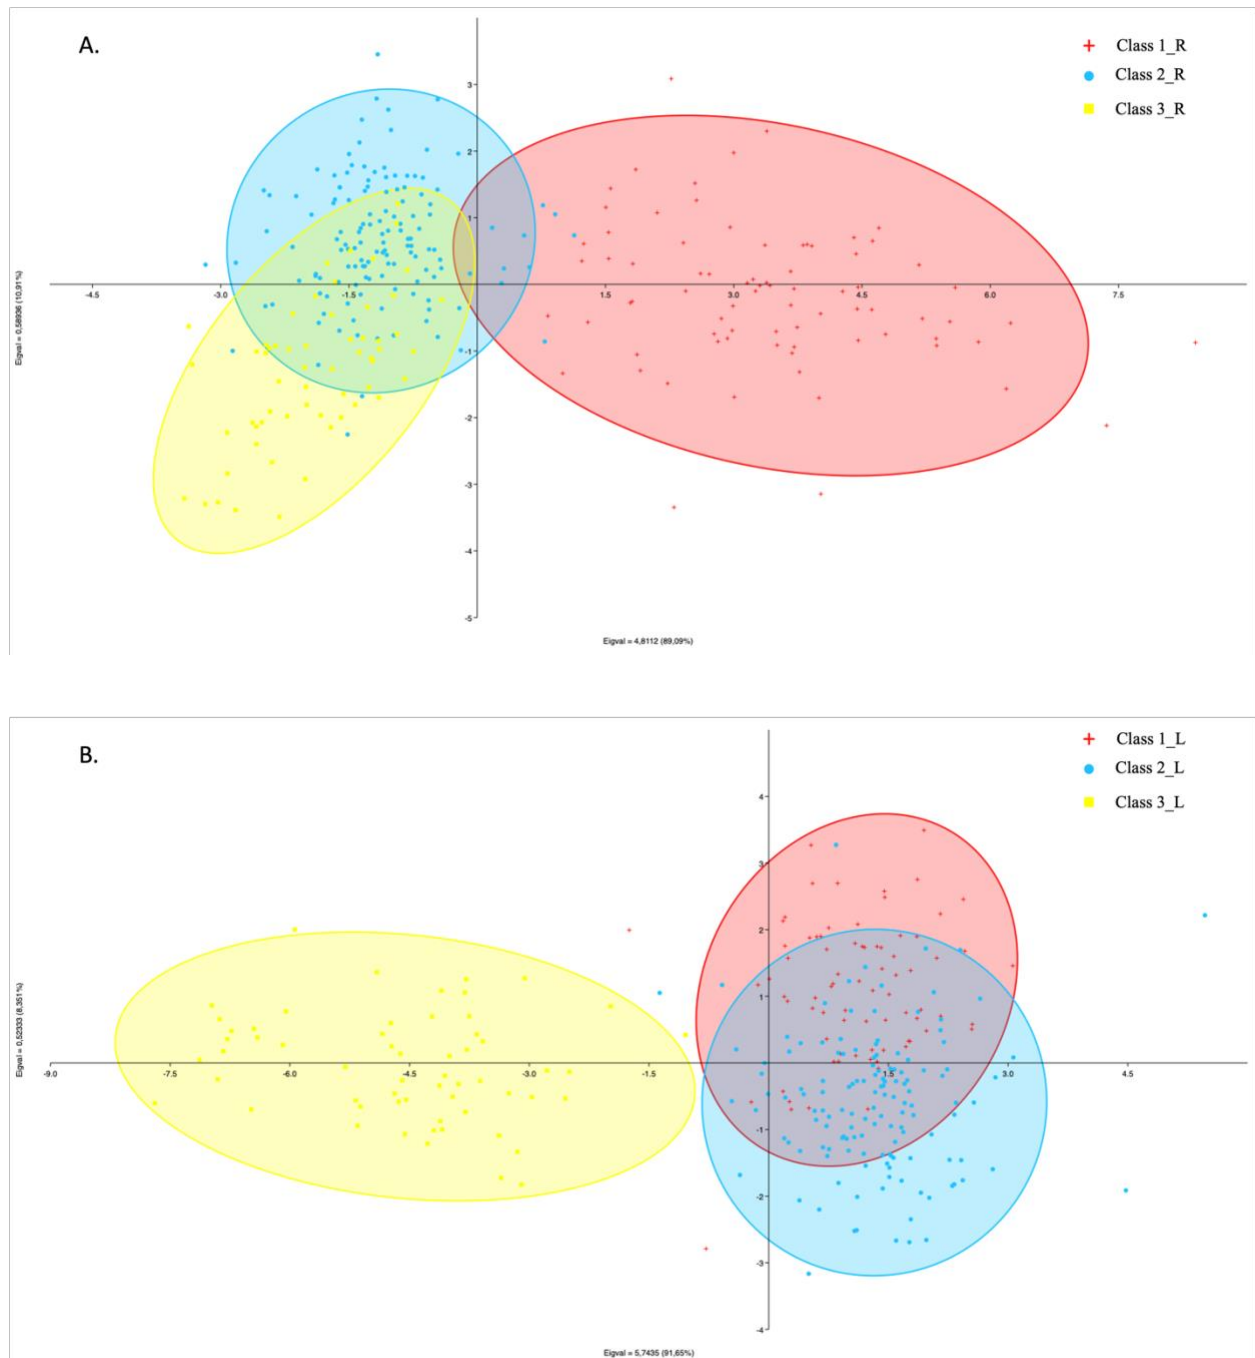 A.
Class 1_R
Class 2_R
Class 3_R
3
2
1
-4.5 -3.0 -1.5 1.5 3.0 4.5 6.0 7.5
-1
-2
-3
-4
-5
Eigval = 0,58936 (10,91%)
Eigval = 4,8112 (89,09%)
B.
Class 1_L
Class 2_L
Class 3_L
4
3
2
1
-9.0 -7.5 -6.0 -4.5 -3.0 -1.5 1.5 3.0 4.5
-1
-2
-3
-4
Eigval = 0,52333 (8,351%)
Eigval = 5,7435 (91,65%)